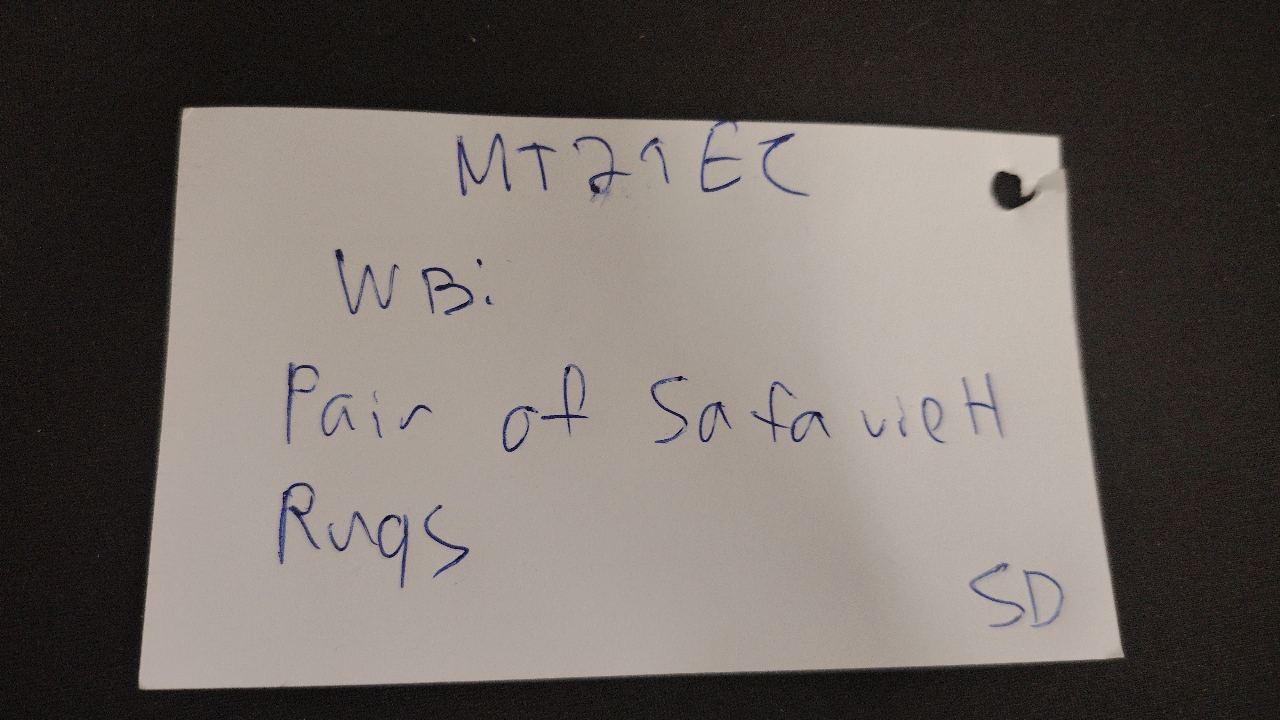 MT21EC
WB:
Pair of SafavieH
Rugs
SD